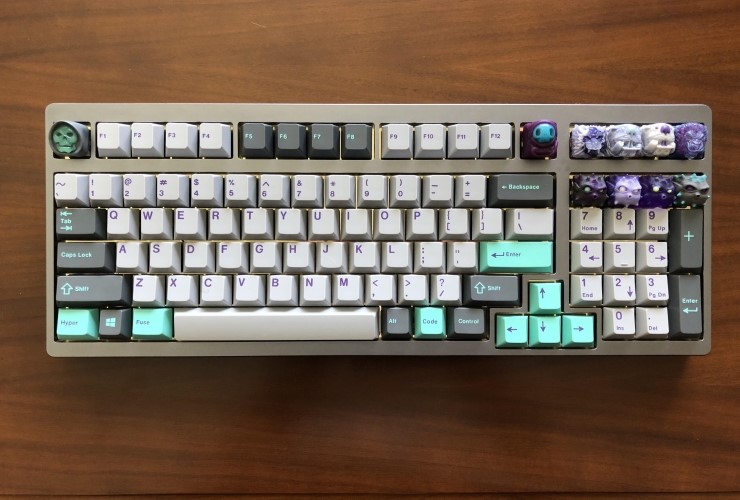 F1 F2 F3 F4 F5 F6 F7 F8 F9 F10 F11 F12
~ ! @ # $ % ^ & * ( ) _ +
` 1 2 3 4 5 6 7 8 9 0 - = ← Backspace
Tab Q W E R T Y U I O P { } |
[ ] \
7 8 9 +
Home ↑ Pg Up
Caps Lock A S D F G H J K L : " Enter
; '
4 5 6
← →
Shift Z X C V B N M < > ? Shift ↑
, . /
1 2 3 Enter
End ↓ Pg Dn
Hyper Fuse Alt Code Control ← ↓ →
0 .
Ins Del